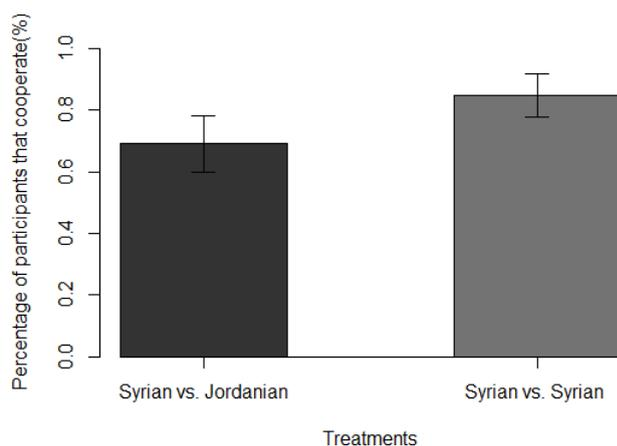 Percentage of participants that cooperate(%)
1.0
0.8
0.6
0.4
0.2
0.0
Syrian vs. Jordanian
Syrian vs. Syrian
Treatments